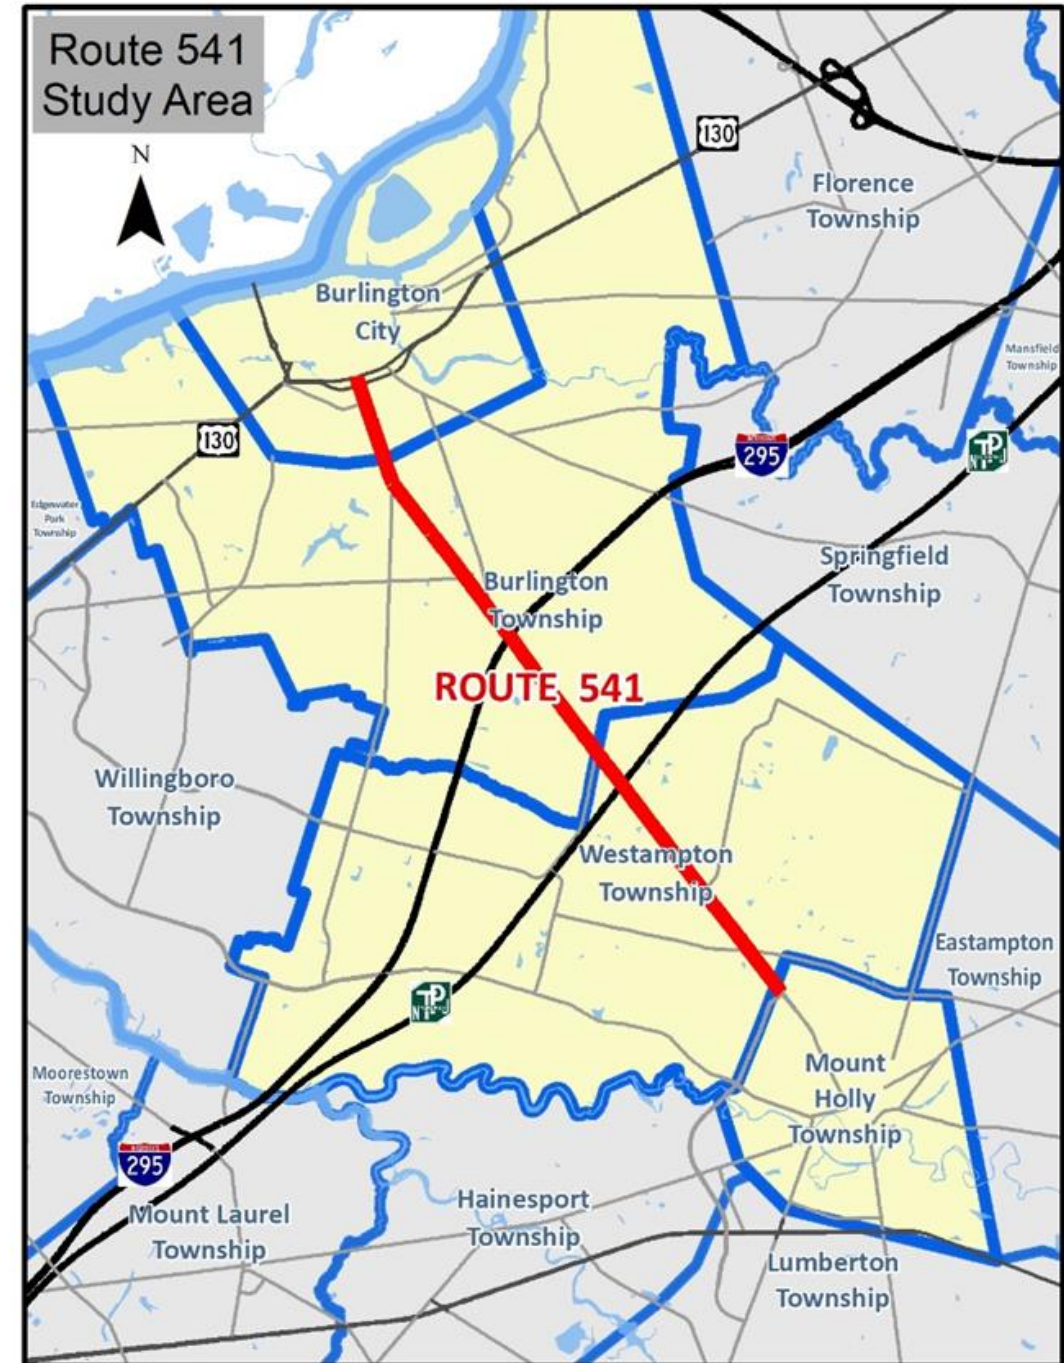 Route 541
Study Area
N
130
Florence
Township
Burlington
City
Mansfield
Township
130
295
TP
Edgewater
Park
Township
Springfield
Township
Burlington
Township
ROUTE 541
Willingboro
Township
Westampton
Township
Eastampton
Township
TP
Moorestown
Township
Mount
Holly
Township
295
Mount Laurel
Township
Hainesport
Township
Lumberton
Township